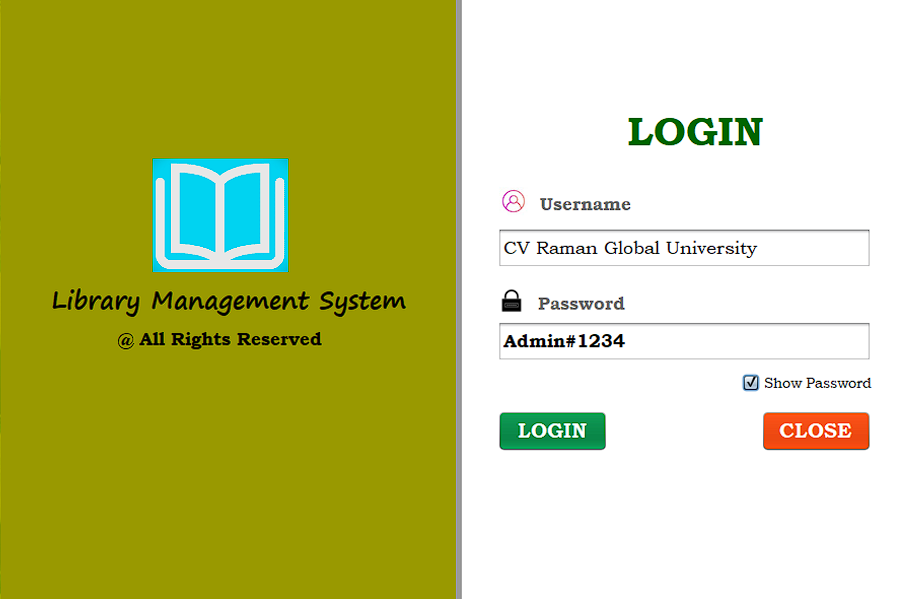 Library Management System
@ All Rights Reserved
LOGIN
Username
CV Raman Global University
Password
Admin#1234
Show Password
LOGIN
CLOSE